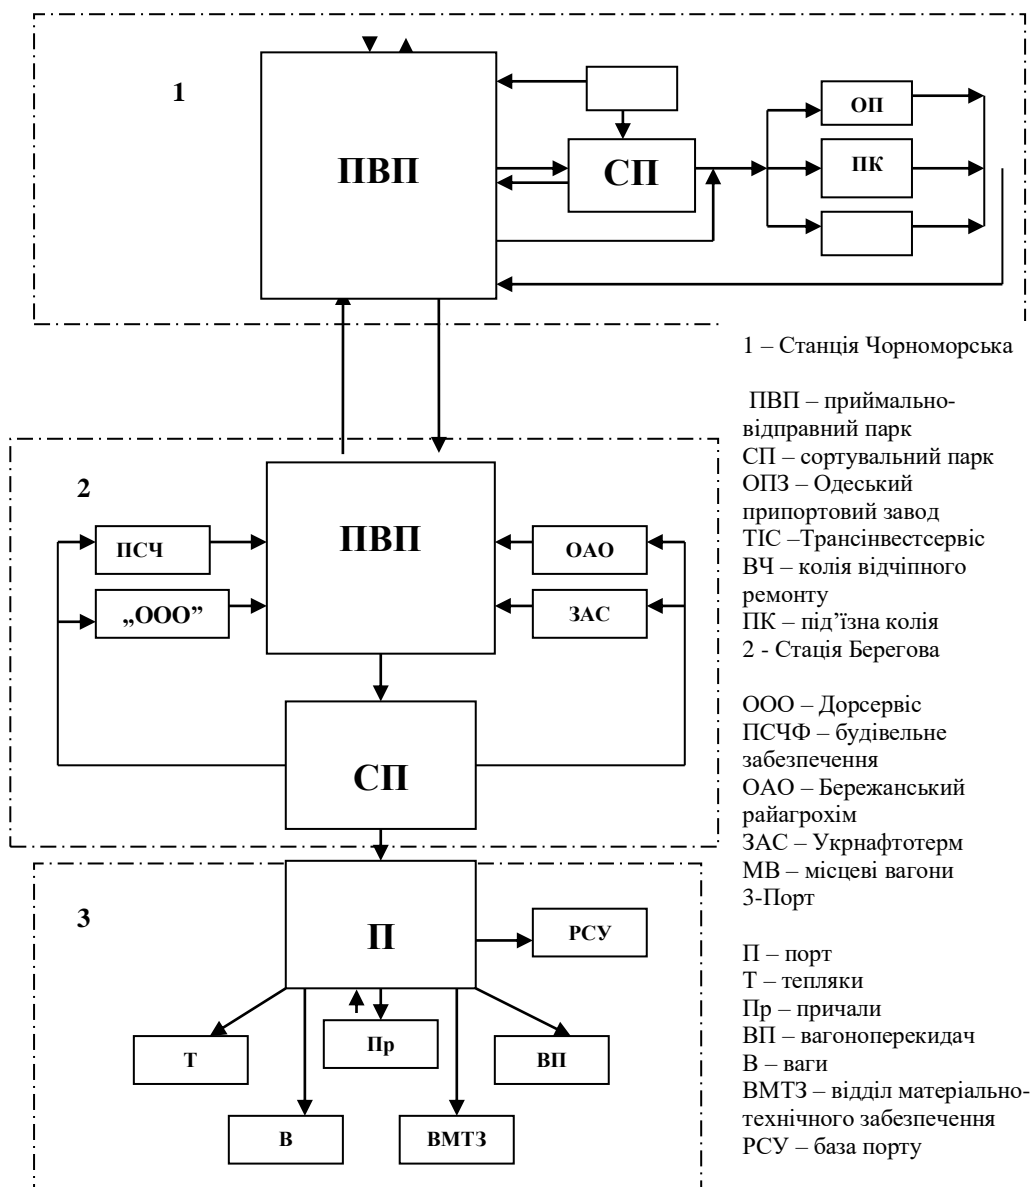 1
ПВП
СП
ОП
ПК
1 – Станція Чорноморська
ПВП – приймально-
відправний парк
СП – сортувальний парк
ОПЗ – Одеський
припортовий завод
ТІС –Трансінвестсервіс
ВЧ – колія відчіпного
ремонту
ПК – під’їзна колія
2 - Стація Берегова
ООО – Дорсервіс
ПСЧФ – будівельне
забезпечення
ОАО – Бережанський
райагрохім
ЗАС – Укрнафтотерм
МВ – місцеві вагони
3-Порт
П – порт
Т – тепляки
Пр – причали
ВП – вагоноперекидач
В – ваги
ВМТЗ – відділ матеріально-
технічного забезпечення
РСУ – база порту
2
ПСЧ
ПВП
ОАО
„ООО”
ЗАС
СП
3
П
РСУ
Т
Пр
ВП
В
ВМТЗ